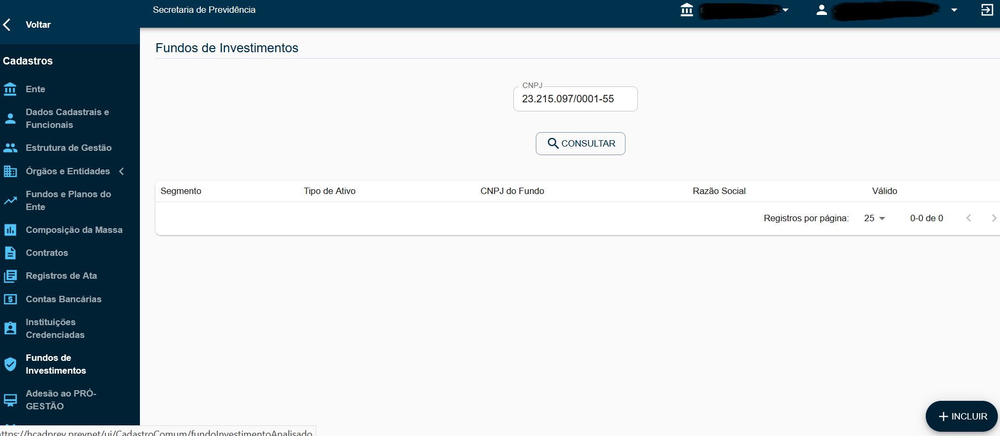 Secretaria de Previdência
Voltar
Cadastros
Ente
Dados Cadastrais e
Funcionais
Estrutura de Gestão
Órgãos e Entidades
Fundos e Planos do
Ente
Composição da Massa
Contratos
Registros de Ata
Contas Bancárias
Instituições
Credenciadas
Fundos de
Investimentos
Adesão ao PRÓ-
GESTÃO
Fundos de Investimentos
CNPJ
23.215.097/0001-55
CONSULTAR
Segmento Tipo de Ativo CNPJ do Fundo Razão Social Válido
Registros por página: 25 0-0 de 0
INCLUIR
https://hcadprev.prevnet/ui/CadastroComum/fundoInvestimentoAnalisado